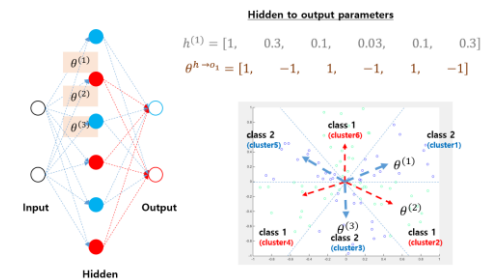 Hidden to output parameters
h(1) = [1, 0.3, 0.1, 0.03, 0.1, 0.3]
θh→o1 = [1, −1, 1, −1, 1, −1]
θ(1)
θ(2)
θ(3)
Input
Output
Hidden
class 2
(cluster5)
class 1
(cluster6)
class 2
(cluster1)
θ(1)
θ(2)
θ(3)
class 1
(cluster4)
class 2
(cluster3)
class 1
(cluster2)